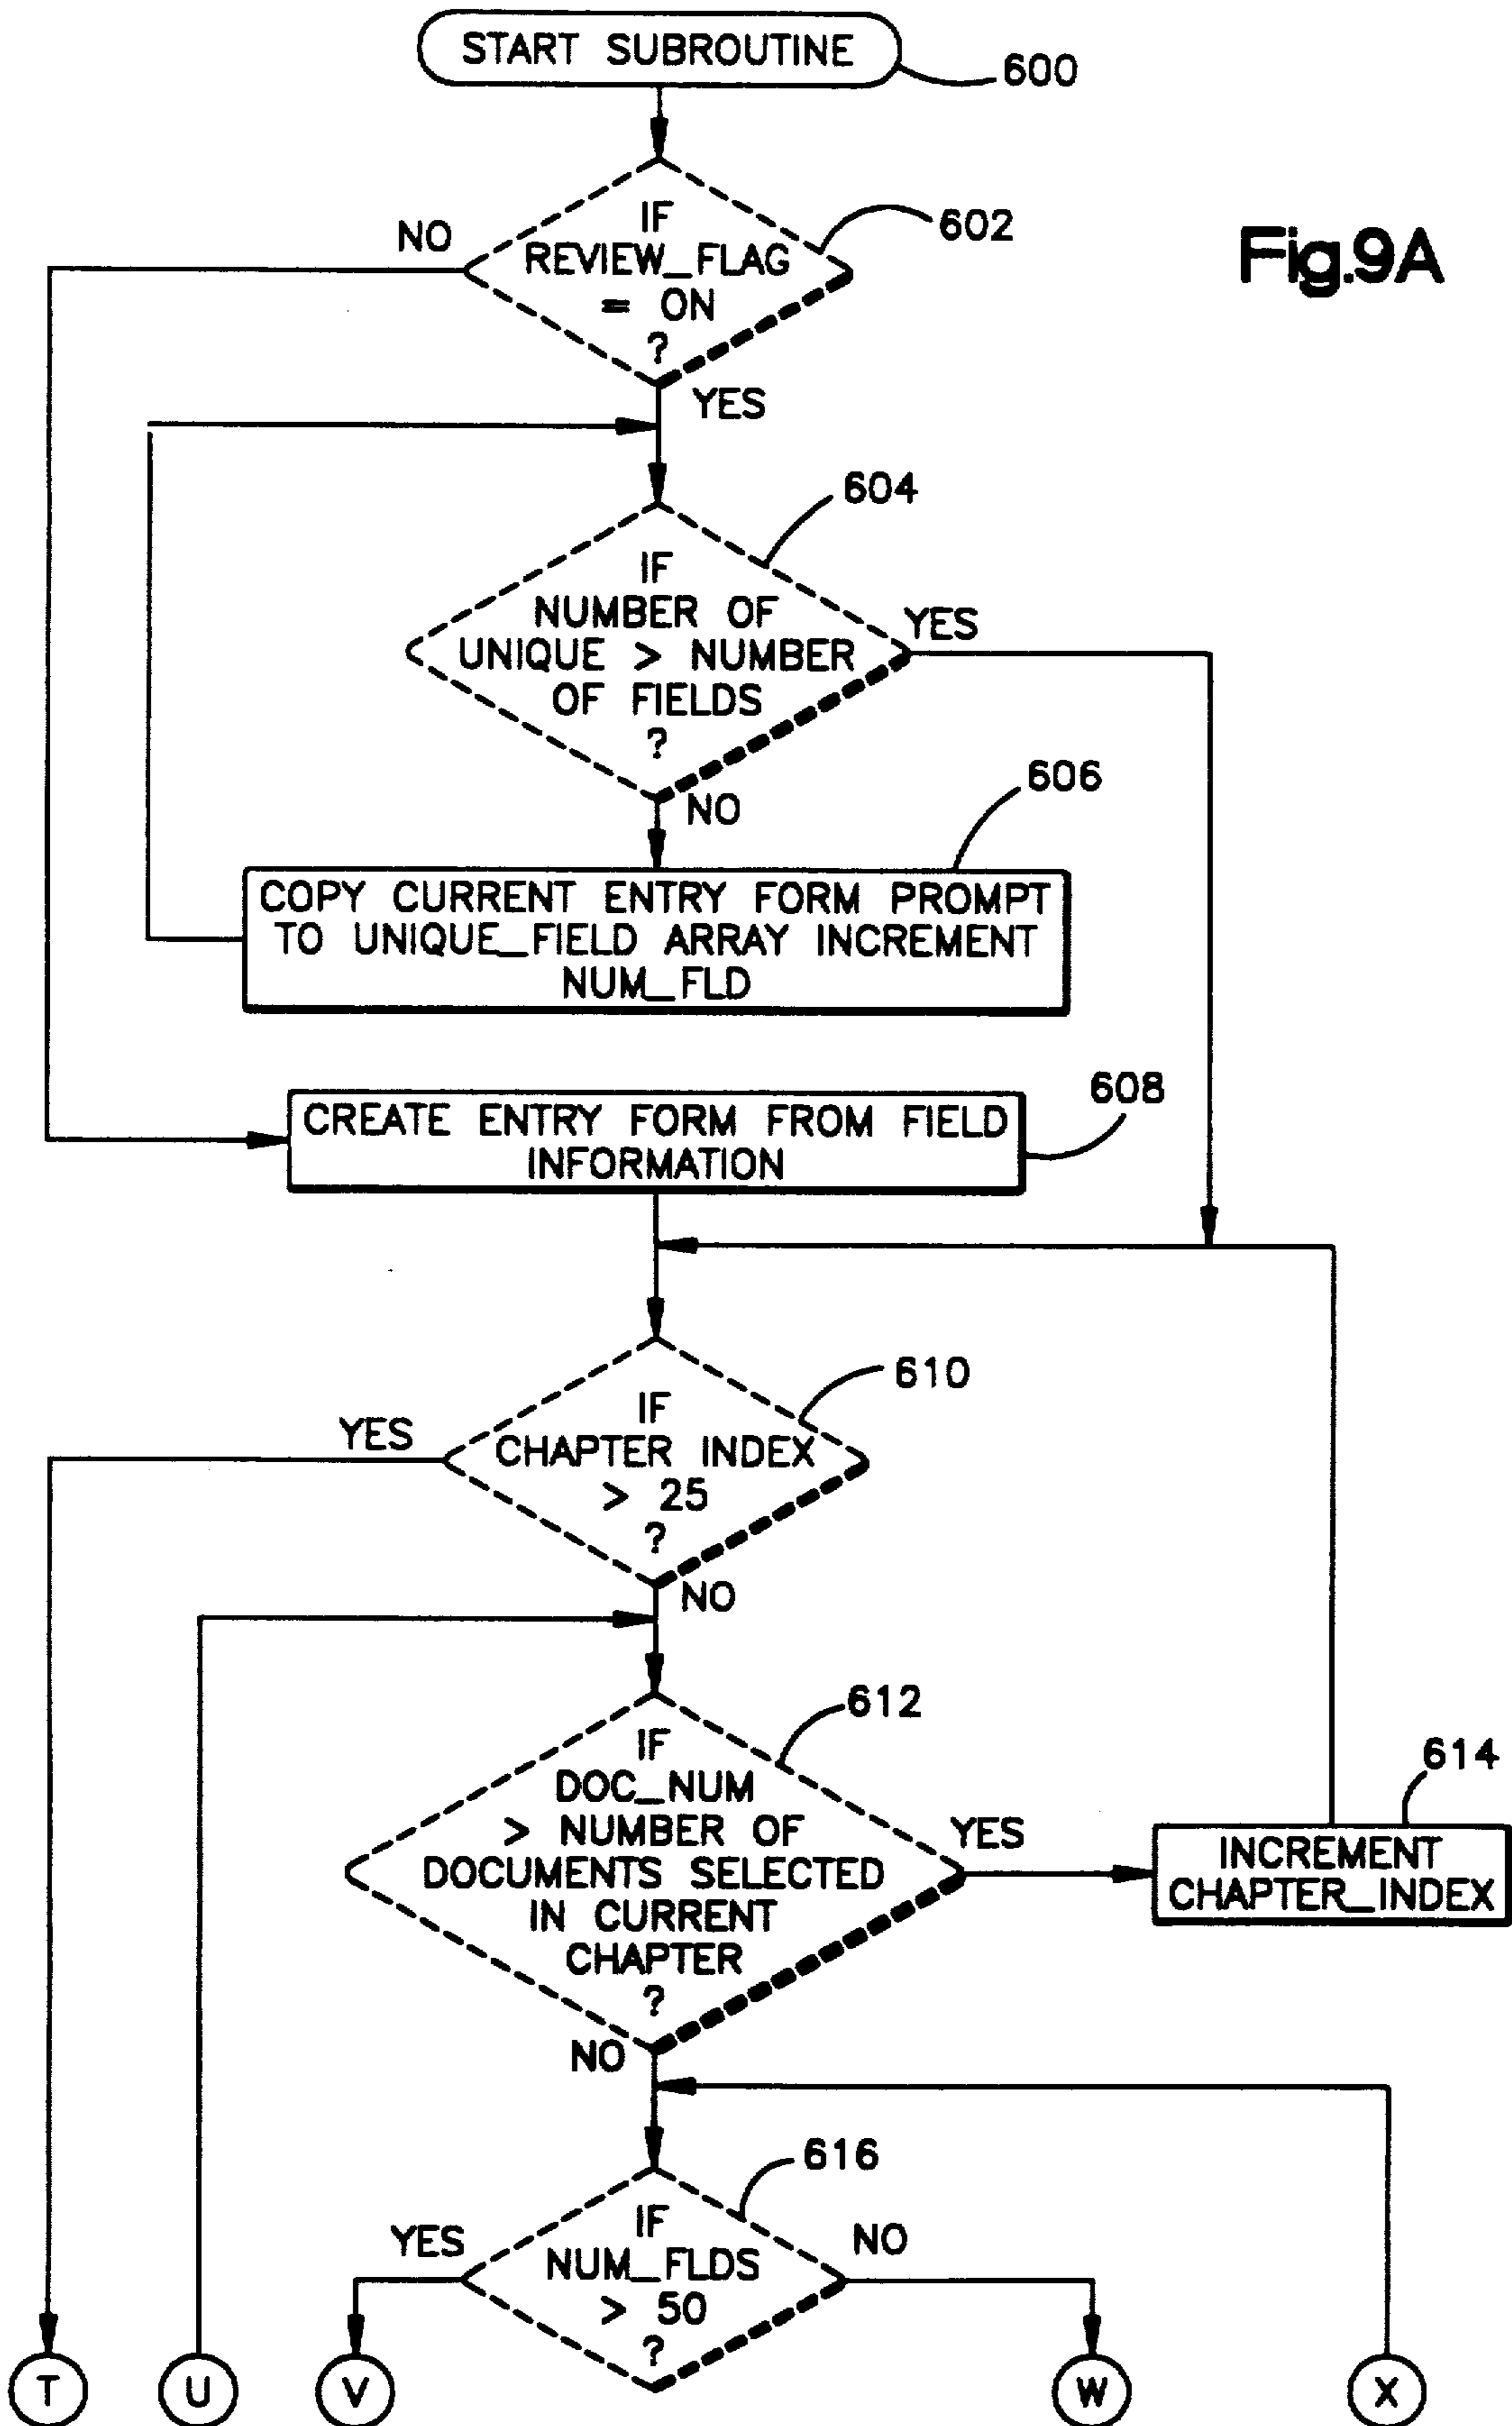 START SUBROUTINE
600
Fig.9A
IF
REVIEW_FLAG
= ON
?
602
NO
YES
604
IF
NUMBER OF
UNIQUE > NUMBER
OF FIELDS
?
YES
NO
606
COPY CURRENT ENTRY FORM PROMPT
TO UNIQUE_FIELD ARRAY INCREMENT
NUM_FLD
608
CREATE ENTRY FORM FROM FIELD
INFORMATION
610
IF
CHAPTER INDEX
> 25
?
YES
NO
612
IF
DOC_NUM
> NUMBER OF
DOCUMENTS SELECTED
IN CURRENT
CHAPTER
?
YES
NO
614
INCREMENT
CHAPTER_INDEX
616
IF
NUM_FLDS
> 50
?
YES
NO
T
U
V
W
X